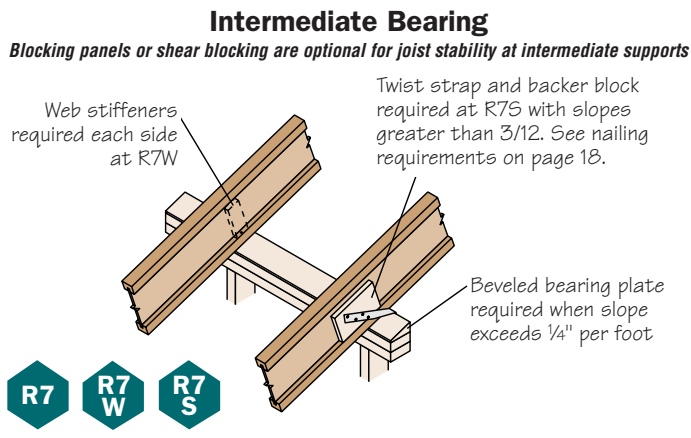 Intermediate Bearing
Blocking panels or shear blocking are optional for joist stability at intermediate supports
Web stiffeners
required each side
at R7W
Twist strap and backer block
required at R7S with slopes
greater than 3/12. See nailing
requirements on page 18.
Beveled bearing plate
required when slope
exceeds ¼" per foot
R7
R7
W
R7
S